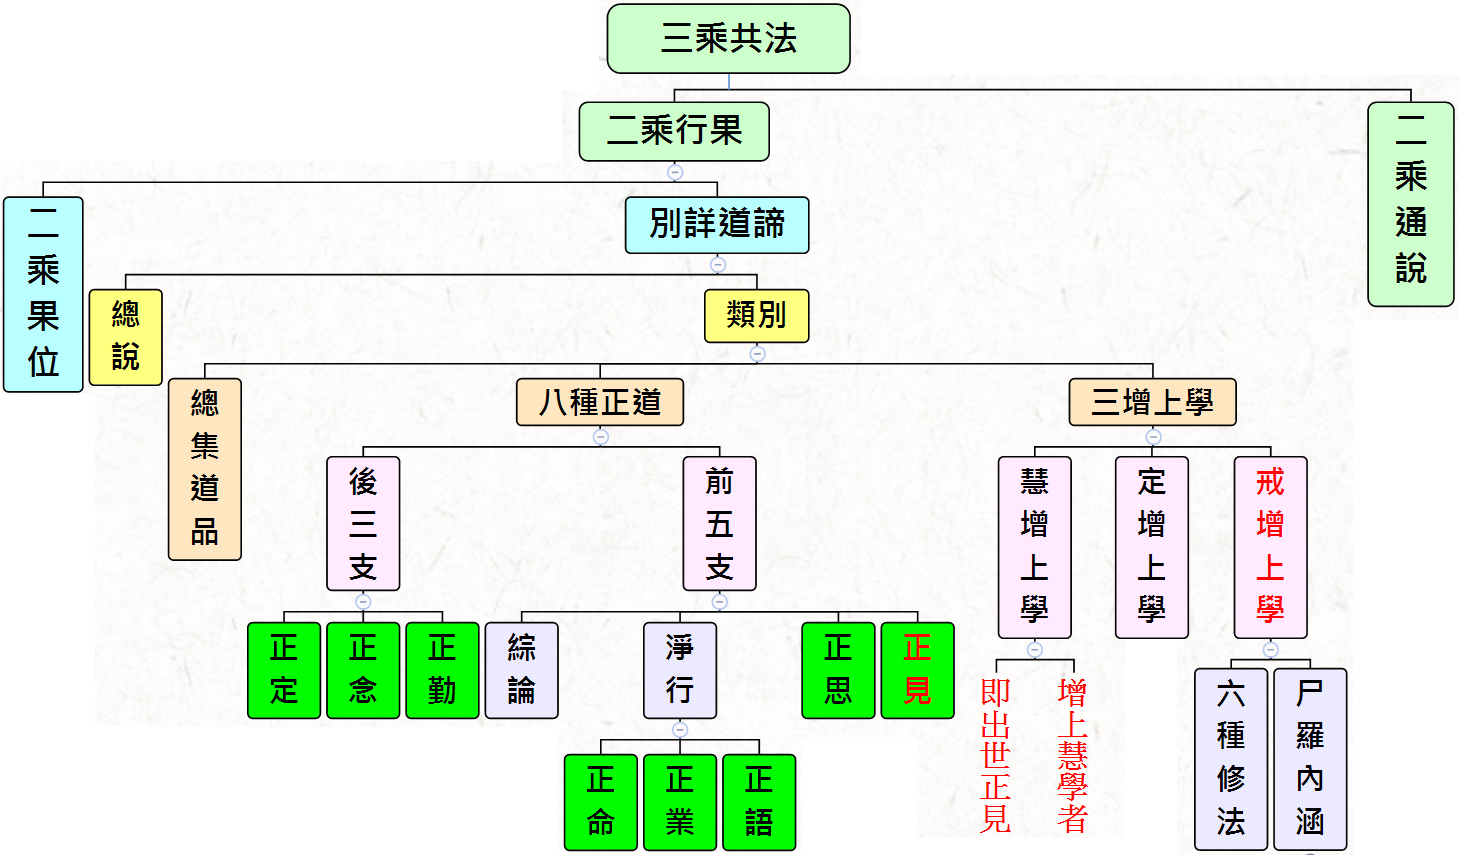 三乘共法
二乘行果
二乘通說
二乘果位
別詳道諦
總說
類別
總集道品
八種正道
三增上學
後三支
前五支
慧增上學
定增上學
戒增上學
正定
正念
正勤
綜論
淨行
正思
正見
即出世正見
增上慧學者
六種修法
尸羅內涵
正命
正業
正語